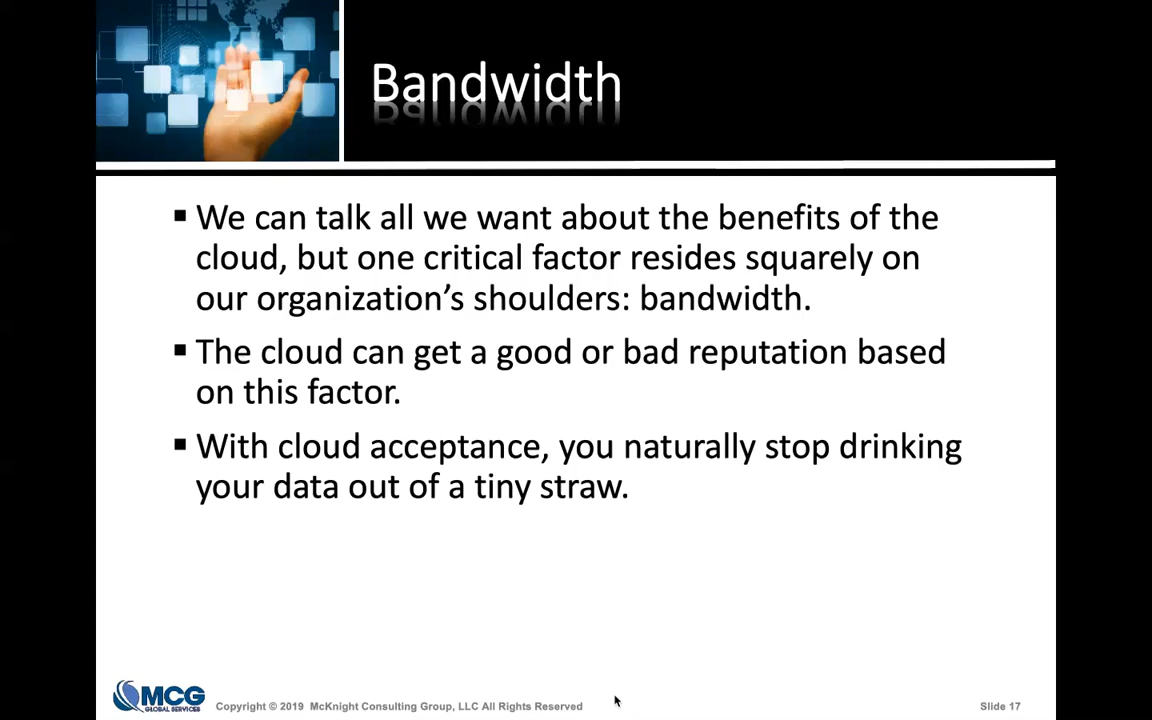 Bandwidth
▪ We can talk all we want about the benefits of the
cloud, but one critical factor resides squarely on
our organization’s shoulders: bandwidth.
▪ The cloud can get a good or bad reputation based
on this factor.
▪ With cloud acceptance, you naturally stop drinking
your data out of a tiny straw.
MCG
GLOBAL SERVICES
Copyright © 2019 McKnight Consulting Group, LLC All Rights Reserved
Slide 17